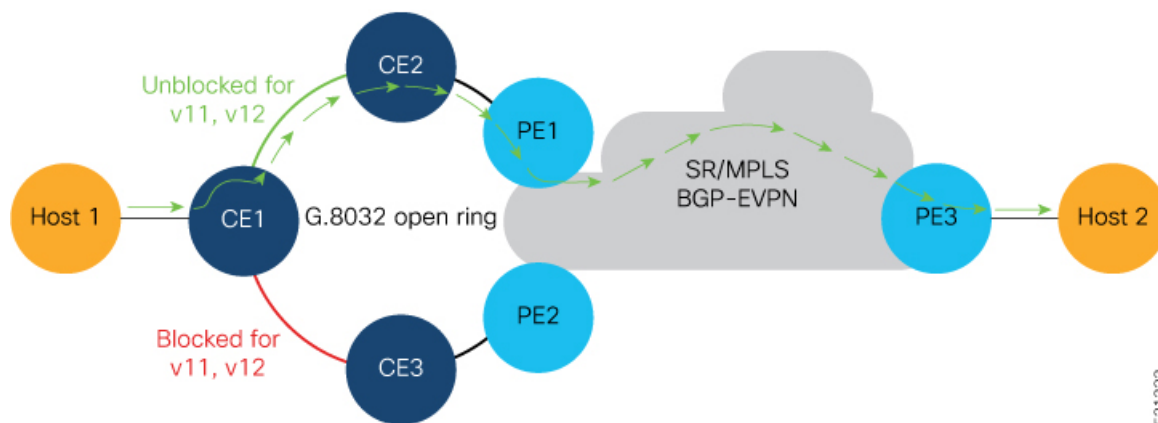 CE2
Unblocked for
v11, v12
PE1
SR/MPLS
BGP-EVPN
Host 1
CE1
G.8032 open ring
PE3
Host 2
PE2
Blocked for
v11, v12
CE3